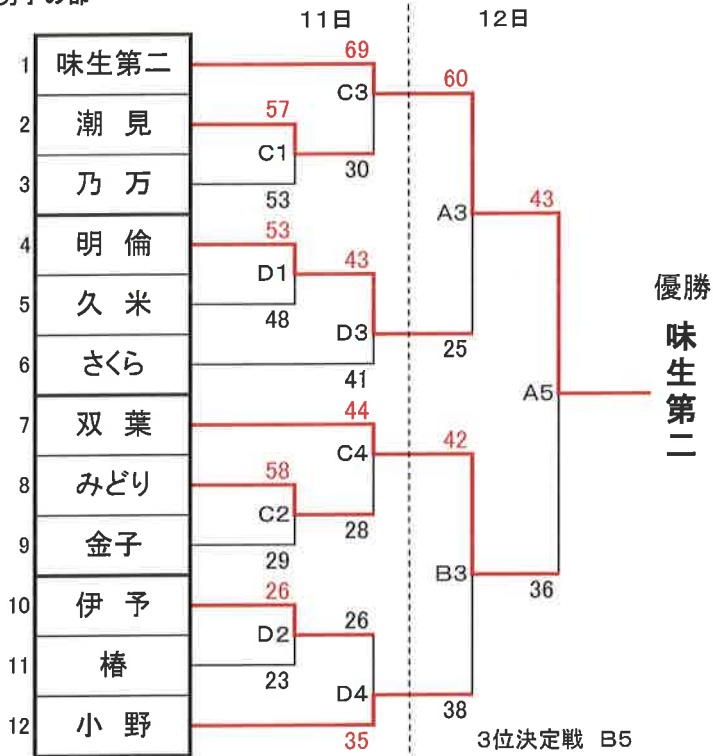 11日 12日
1 味生第二 69
C3 60
2 潮見 57
C1 30
3 乃万 53
A3 43
4 明倫 53
D1 43
5 久米 48
D3 25
6 さくら 41
優勝
味生第二
A5
7 双葉 44
C4 42
8 みどり 58
C2 28
9 金子 29
B3 36
10 伊予 26
D2 26
11 椿 23
D4 38
12 小野 35
3位決定戦 B5